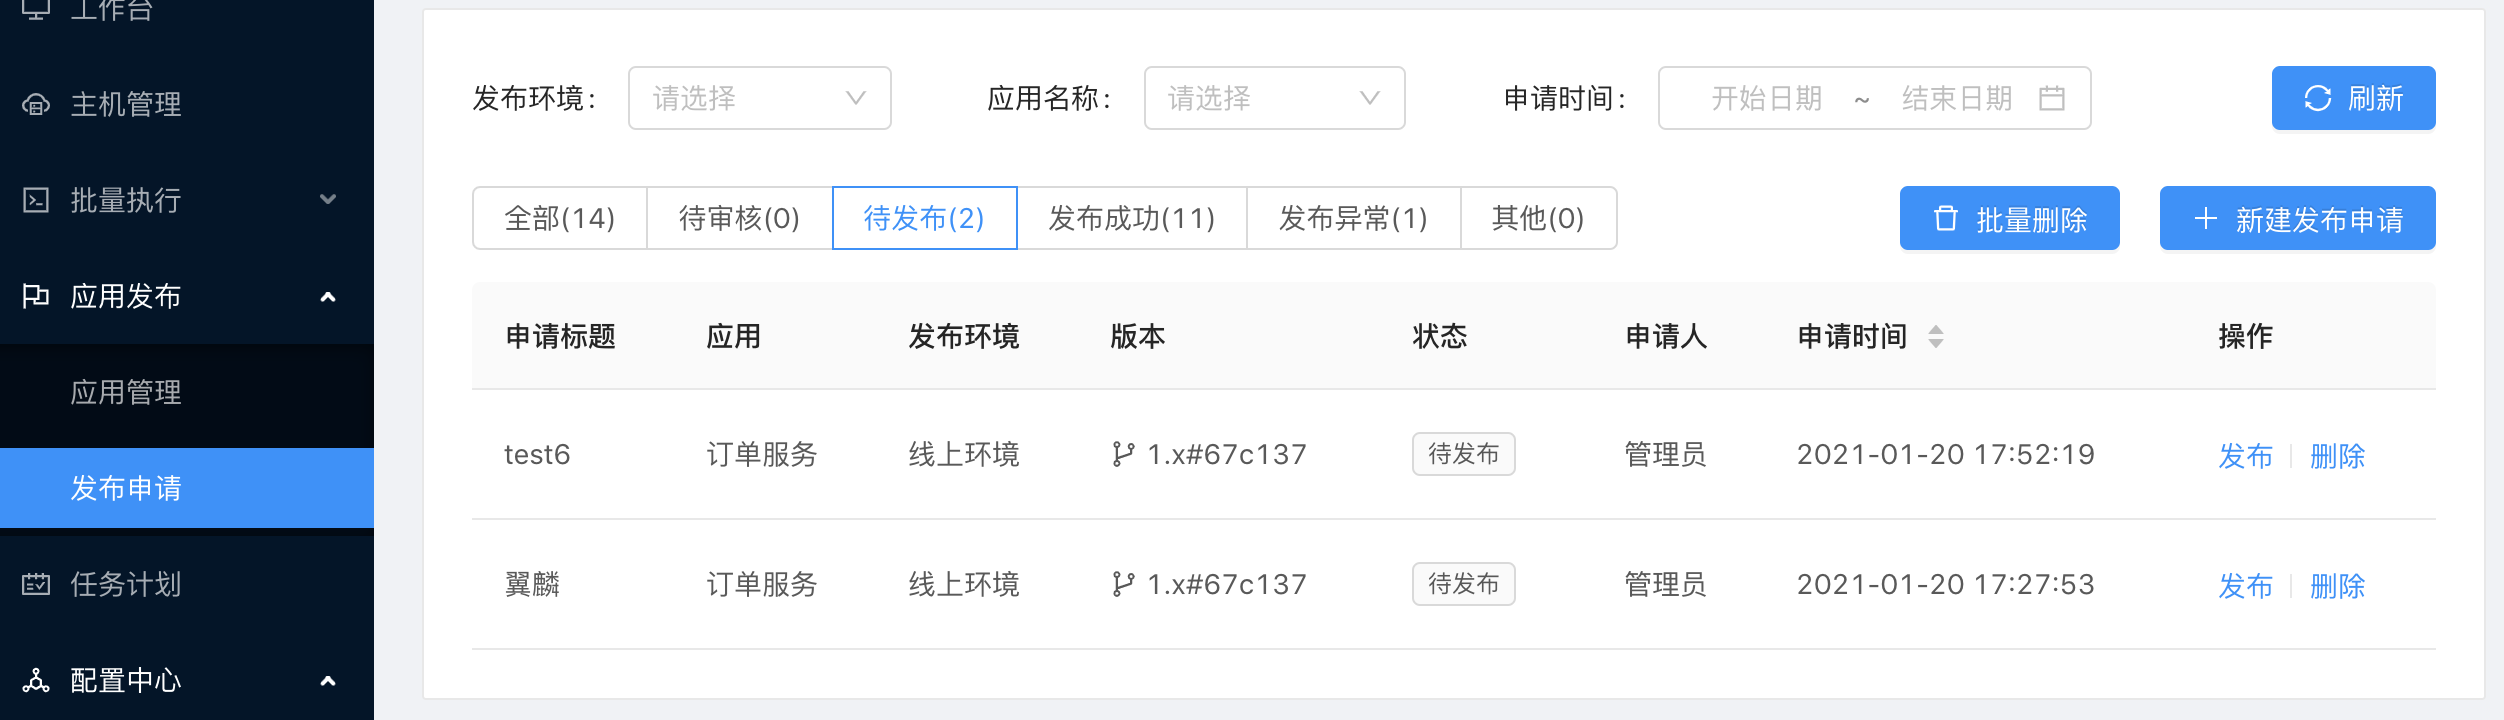 工作台
主机管理
批量执行
应用发布
应用管理
发布申请
任务计划
配置中心
发布环境： 请选择 应用名称： 请选择 申请时间： 开始日期 ~ 结束日期 刷新
全部(14) 待审核(0) 待发布(2) 发布成功(11) 发布异常(1) 其他(0) 批量删除 新建发布申请
申请标题 应用 发布环境 版本 状态 申请人 申请时间 操作
test6 订单服务 线上环境 1.x#67c137 待发布 管理员 2021-01-20 17:52:19 发布 删除
翼麟 订单服务 线上环境 1.x#67c137 待发布 管理员 2021-01-20 17:27:53 发布 删除